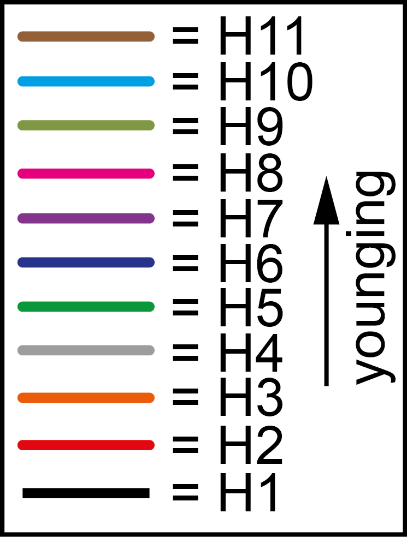 = H11
= H10
= H9
= H8
= H7
= H6
= H5
= H4
= H3
= H2
= H1
younging